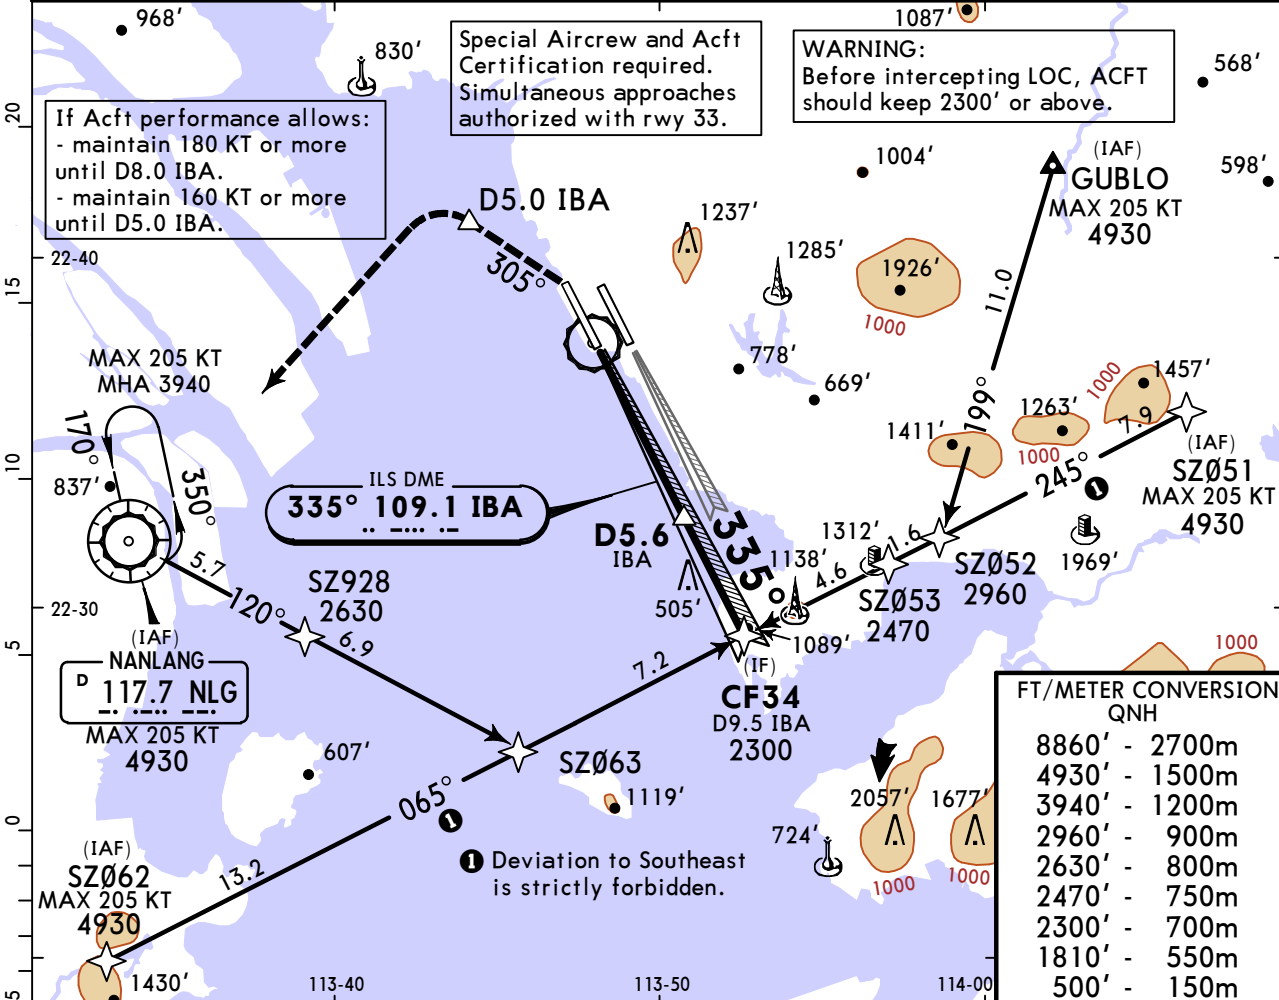 968'
830'
Special Aircrew and Acft
Certification required.
Simultaneous approaches
authorized with rwy 33.
1087'
WARNING:
Before intercepting LOC, ACFT
should keep 2300' or above.
568'
598'
If Acft performance allows:
- maintain 180 KT or more
until D8.0 IBA.
- maintain 160 KT or more
until D5.0 IBA.
20
22-40
15
10
22-30
5
0
5
D5.0 IBA
305°
1237'
1285'
1004'
1926'
1000
778'
669'
(IAF)
GUBLO
MAX 205 KT
4930
11.0
199°
1411'
1263'
1000
1000
1457'
7.9
245°
1
(IAF)
SZØ51
MAX 205 KT
4930
1969'
MAX 205 KT
MHA 3940
170°
350°
837'
ILS DME
335° 109.1 IBA
D5.6
IBA
335°
505'
1138'
1312'
1.6
4.6
SZØ52
2960
SZØ53
2470
1089'
(IF)
CF34
D9.5 IBA
2300
5.7
120°
SZ928
2630
6.9
(IAF)
NANLANG
D 117.7 NLG
MAX 205 KT
4930
7.2
SZØ63
065°
1
607'
1119'
13.2
(IAF)
SZØ62
MAX 205 KT
4930
1430'
1 Deviation to Southeast
is strictly forbidden.
724'
2057'
1677'
1000
1000
1000
FT/METER CONVERSION
QNH
8860' - 2700m
4930' - 1500m
3940' - 1200m
2960' - 900m
2630' - 800m
2470' - 750m
2300' - 700m
1810' - 550m
500' - 150m
113-40
113-50
114-00